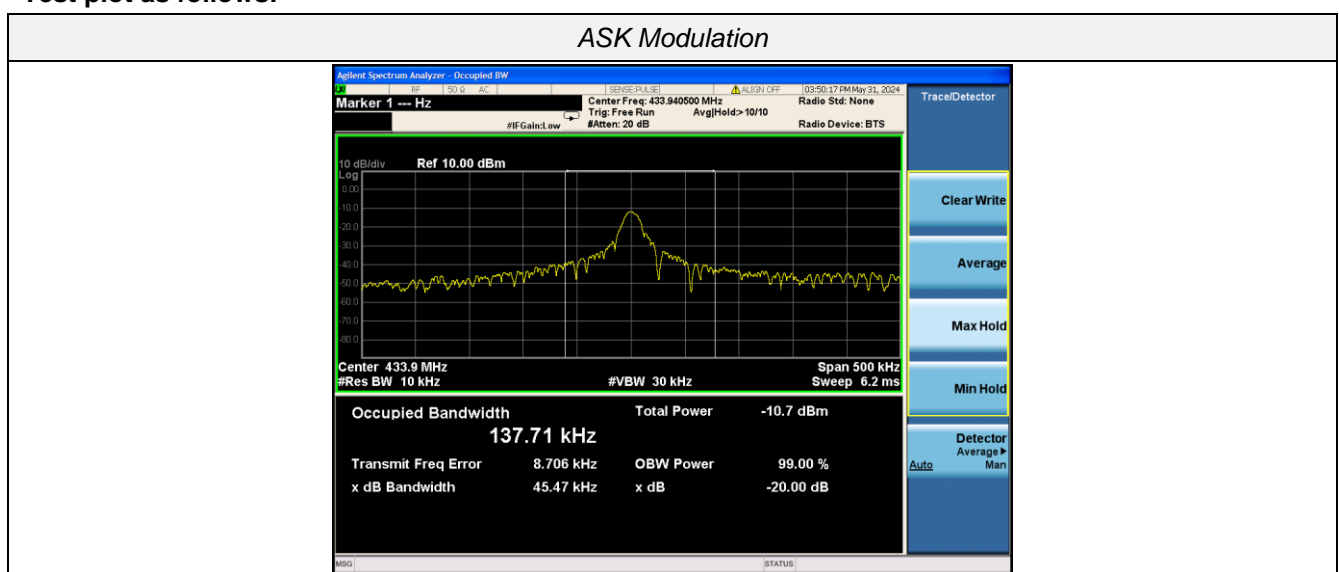 Test plot as follows:
ASK Modulation
Agilent Spectrum Analyzer - Occupied BW
RF 50 Ω AC SENSE:PULSE ALIGN OFF 03:50:17 PM May 31, 2024
Marker 1 --- Hz Center Freq: 433.940500 MHz Radio Std: None
Trig: Free Run Avg|Hold:>10/10
#IFGain:Low #Atten: 20 dB Radio Device: BTS
10 dB/div Ref 10.00 dBm
Log
0.00
-10.0
-20.0
-30.0
-40.0
-50.0
-60.0
-70.0
-80.0
Center 433.9 MHz Span 500 kHz
#Res BW 10 kHz #VBW 30 kHz Sweep 6.2 ms
Occupied Bandwidth Total Power -10.7 dBm
137.71 kHz
Transmit Freq Error 8.706 kHz OBW Power 99.00 %
x dB Bandwidth 45.47 kHz x dB -20.00 dB
MSG STATUS
Trace/Detector
Clear Write
Average
Max Hold
Min Hold
Detector
Average
Auto Man